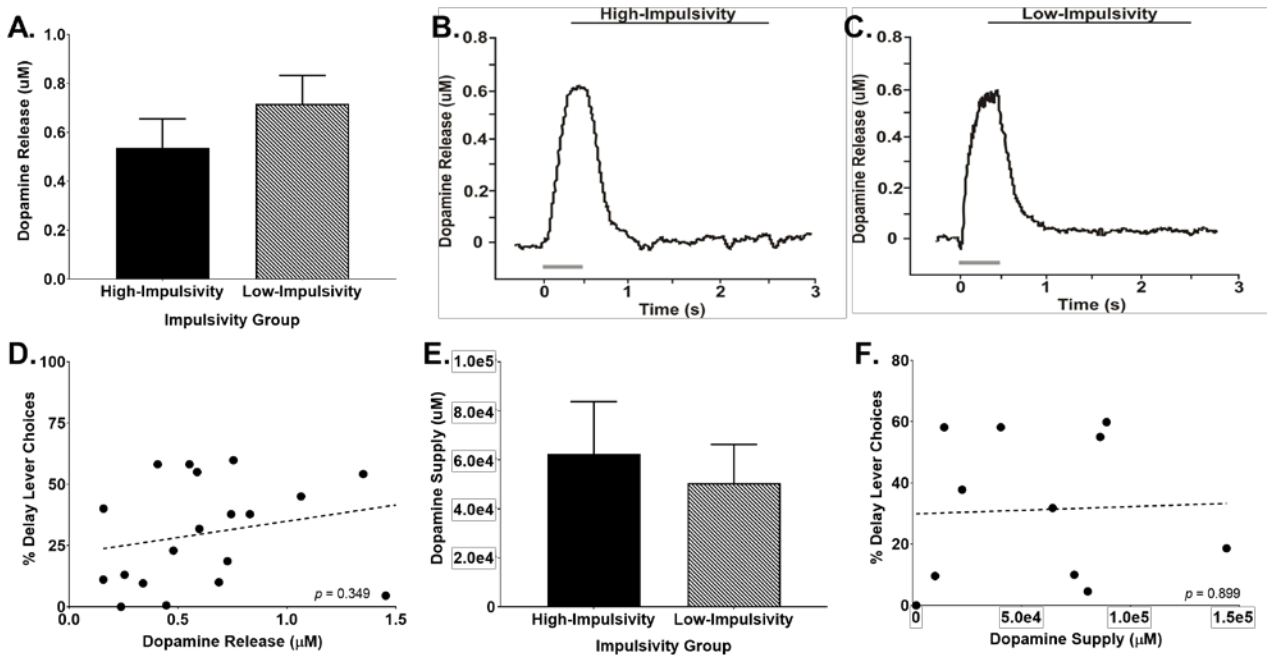 A.
Dopamine Release (uM)
1.0
0.8
0.6
0.4
0.2
0.0
High-Impulsivity Low-Impulsivity
Impulsivity Group
B.
High-Impulsivity
Dopamine Release (uM)
0.8
0.6
0.4
0.2
0
0 1 2 3
Time (s)
C.
Low-Impulsivity
Dopamine Release (uM)
0.8
0.6
0.4
0.2
0
0 1 2 3
Time (s)
D.
% Delay Lever Choices
100
75
50
25
0
p = 0.349
0.0 0.5 1.0 1.5
Dopamine Release (μM)
E.
Dopamine Supply (uM)
1.0e5
8.0e4
6.0e4
4.0e4
2.0e4
0
High-Impulsivity Low-Impulsivity
Impulsivity Group
F.
% Delay Lever Choices
80
60
40
20
0
p = 0.899
0 5.0e4 1.0e5 1.5e5
Dopamine Supply (μM)